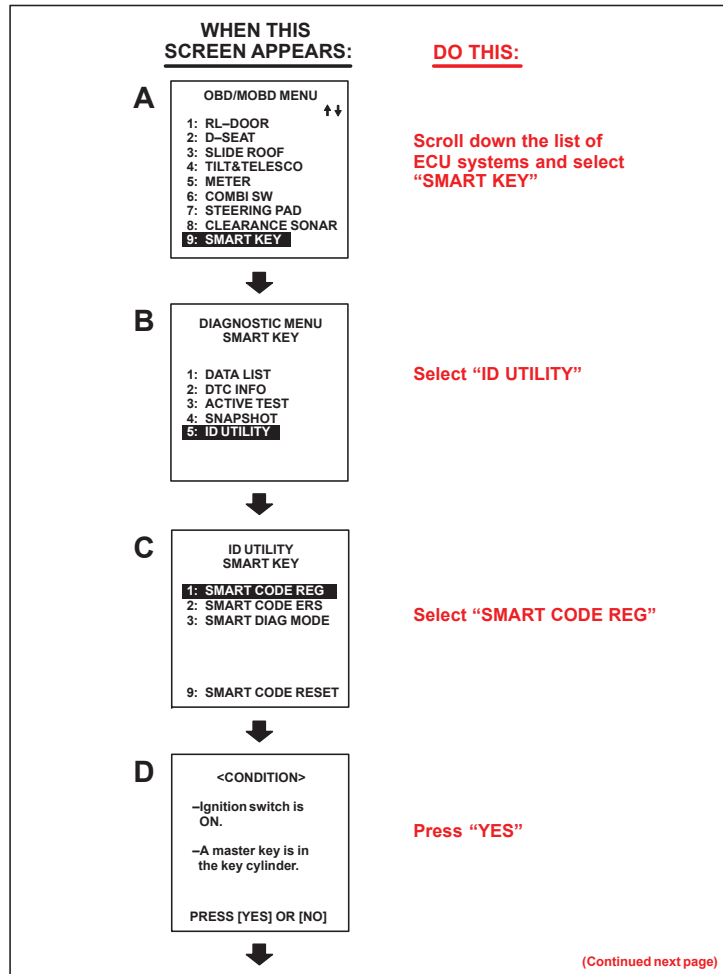 WHEN THIS
SCREEN APPEARS:
DO THIS:
A
OBD/MOBD MENU
1: RL–DOOR
2: D–SEAT
3: SLIDE ROOF
4: TILT&TELESCO
5: METER
6: COMBI SW
7: STEERING PAD
8: CLEARANCE SONAR
9: SMART KEY
Scroll down the list of
ECU systems and select
“SMART KEY”
B
DIAGNOSTIC MENU
SMART KEY
1: DATA LIST
2: DTC INFO
3: ACTIVE TEST
4: SNAPSHOT
5: ID UTILITY
Select “ID UTILITY”
C
ID UTILITY
SMART KEY
1: SMART CODE REG
2: SMART CODE ERS
3: SMART DIAG MODE
9: SMART CODE RESET
Select “SMART CODE REG”
D
<CONDITION>
–Ignition switch is
ON.
–A master key is in
the key cylinder.
PRESS [YES] OR [NO]
Press “YES”
(Continued next page)